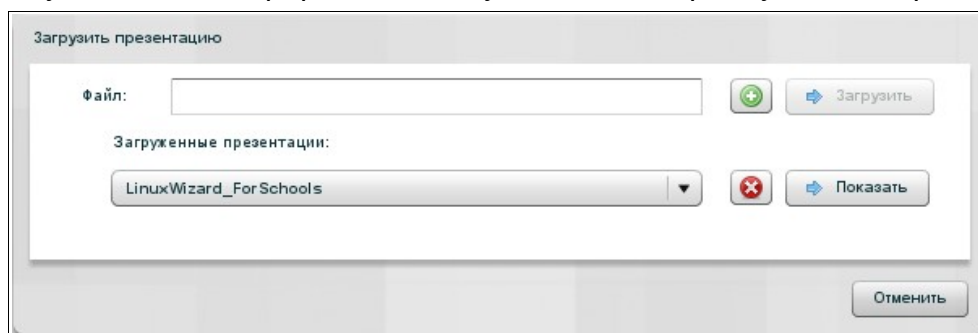 Загрузить презентацию
Файл:
Загрузить
Загруженные презентации:
LinuxWizard_ForSchools
Показать
Отменить